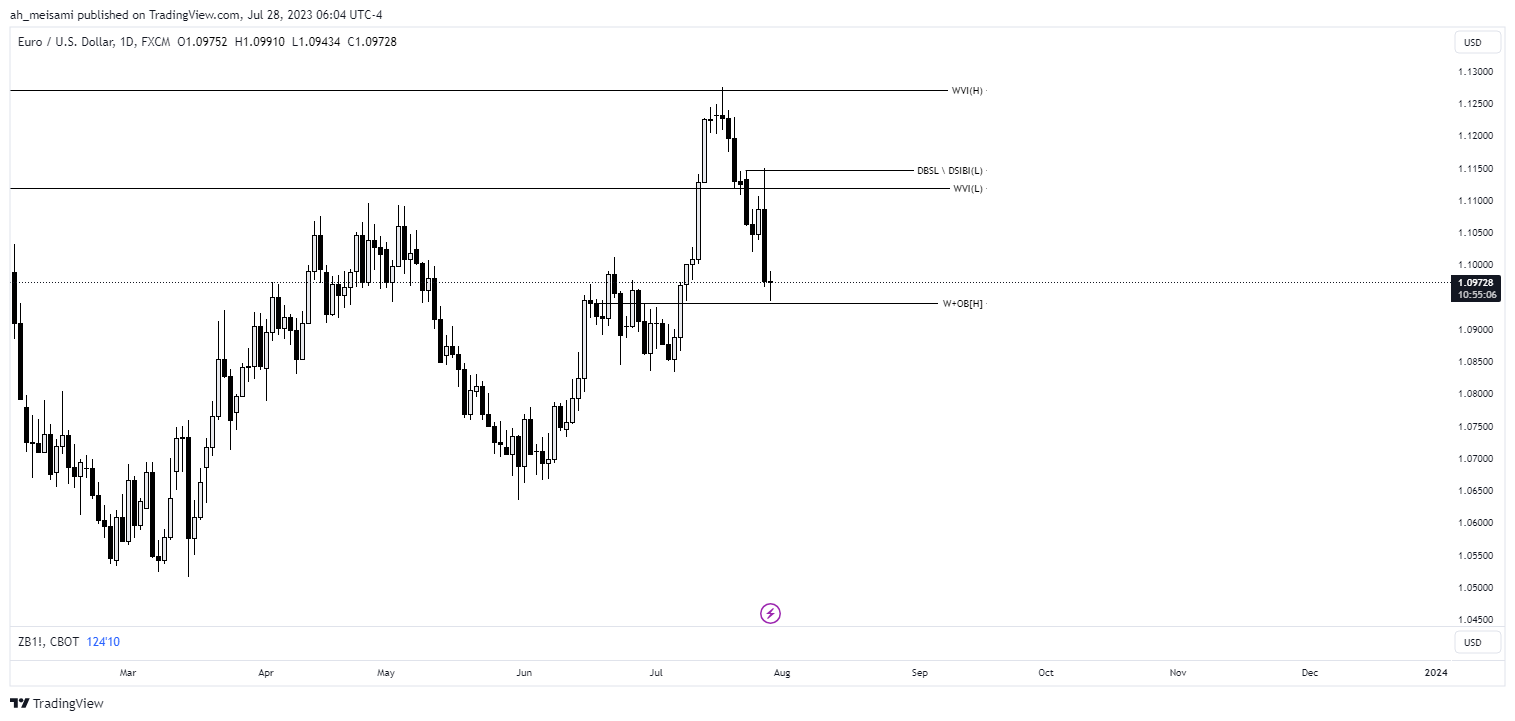 ah_meisami published on TradingView.com, Jul 28, 2023 06:04 UTC-4
Euro / U.S. Dollar, 1D, FXCM O1.09752 H1.09910 L1.09434 C1.09728
USD
1.13000
WVI(H)
1.12500
1.12000
DBSL \ DSIBI(L)
1.11500
WVI(L)
1.11000
1.10500
1.10000
1.09728
10:55:06
W+OB[H]
1.09000
1.08500
1.08000
1.07500
1.07000
1.06500
1.06000
1.05500
1.05000
1.04500
ZB1!, CBOT 124'10
USD
Mar Apr May Jun Jul Aug Sep Oct Nov Dec 2024
TradingView